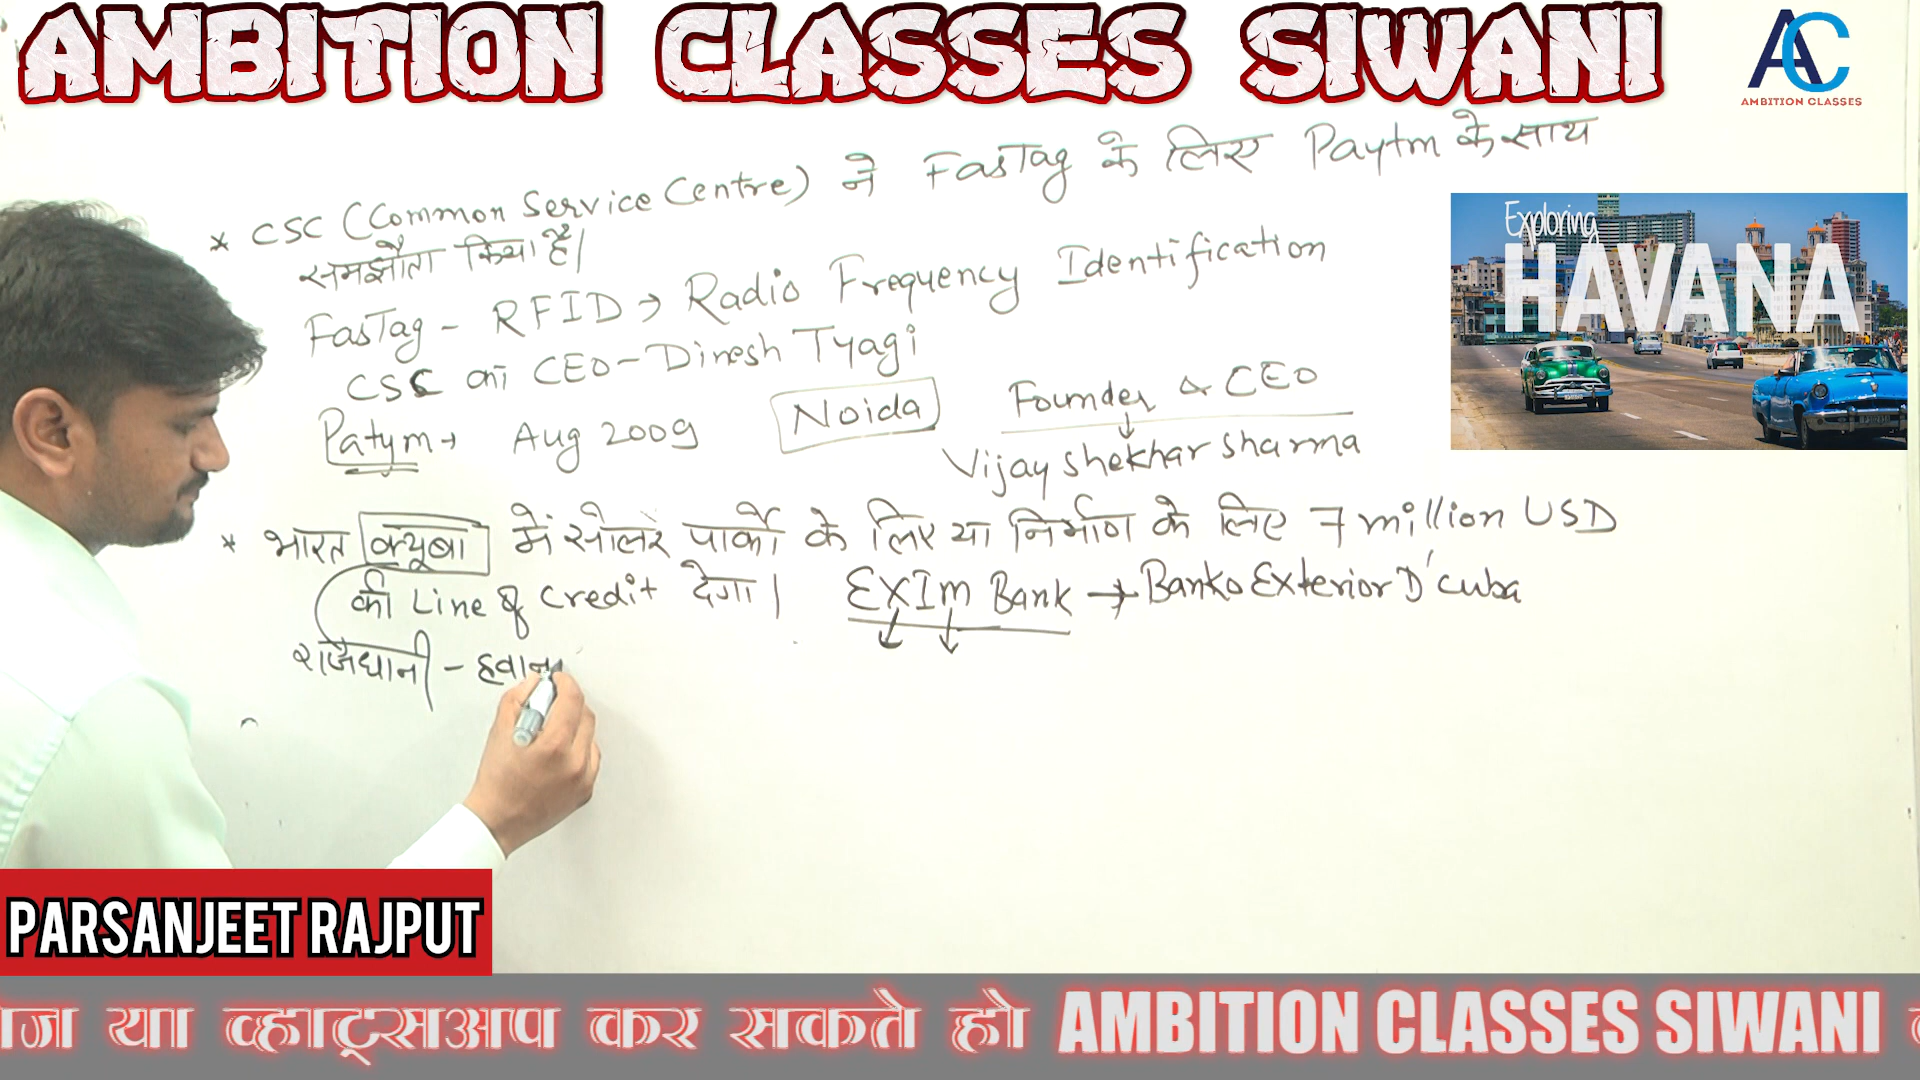 AMBITION CLASSES SIWANI
AC
AMBITION CLASSES
* CSC (Common Service Centre) ने FasTag के लिए Paytm के साथ
समझौता किया है|
FasTag - RFID → Radio Frequency Identification
CSC का CEO - Dinesh Tyagi
Patym → Aug 2009 Noida Founder & CEO
Vijay Shekhar Sharma
* भारत क्यूबा में सोलर पार्को के लिए या निर्माण के लिए 7 million USD
की Line of Credit देगा| EXIM Bank → Banko Exterior D'cuba
राजधानी - हवाना
Exploring
HAVANA
PARSANJEET RAJPUT
या व्हाट्सअप कर सकते हो AMBITION CLASSES SIWANI